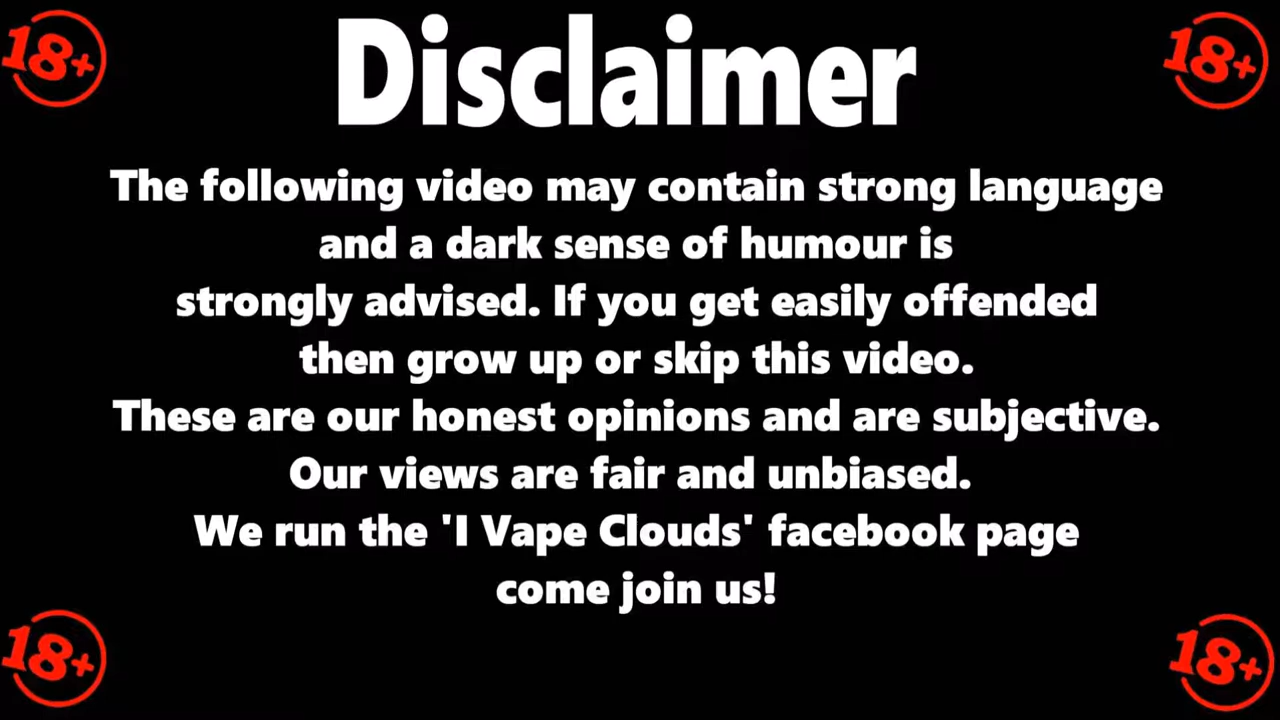 18+
Disclaimer
18+
The following video may contain strong language
and a dark sense of humour is
strongly advised. If you get easily offended
then grow up or skip this video.
These are our honest opinions and are subjective.
Our views are fair and unbiased.
We run the 'I Vape Clouds' facebook page
come join us!
18+
18+